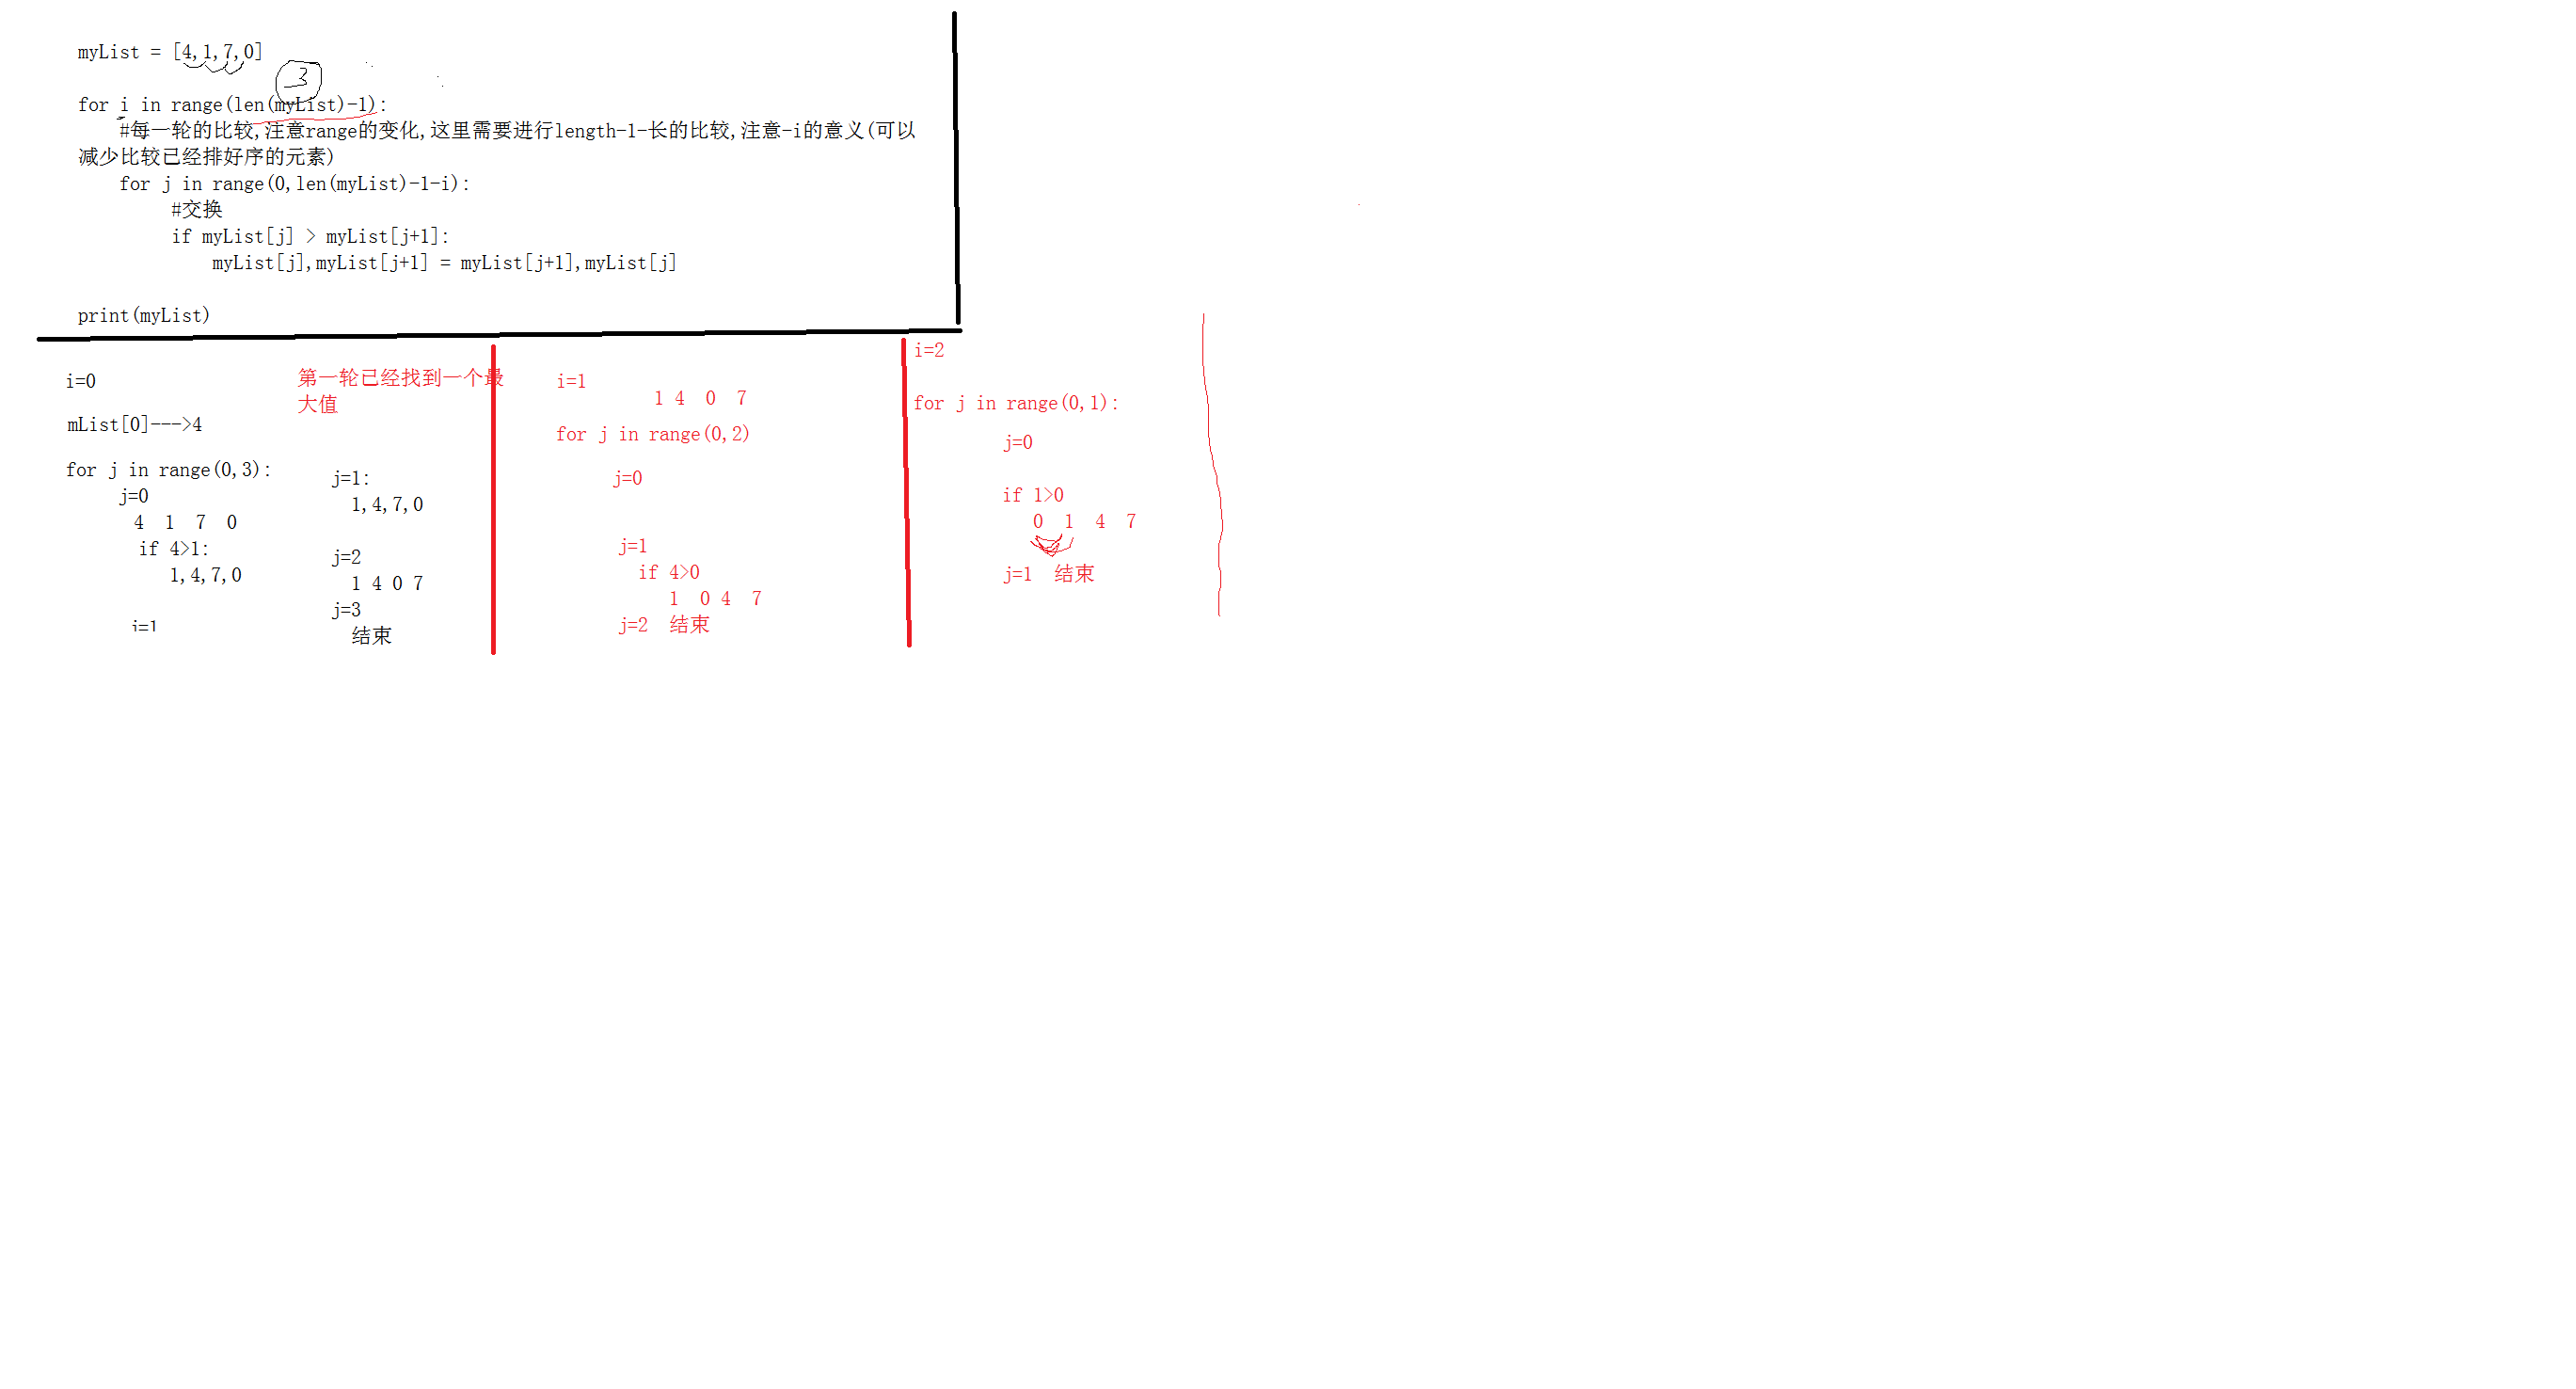 myList = [4,1,7,0]
3
for i in range(len(myList)-1):
#每一轮的比较,注意range的变化,这里需要进行length-1-长的比较,注意-i的意义(可以
减少比较已经排好序的元素)
for j in range(0,len(myList)-1-i):
#交换
if myList[j] > myList[j+1]:
myList[j],myList[j+1] = myList[j+1],myList[j]
print(myList)
i=0
mList[0]--->4
for j in range(0,3):
j=0
4 1 7 0
if 4>1:
1,4,7,0
i=1
第一轮已经找到一个最
大值
j=1:
1,4,7,0
j=2
1 4 0 7
j=3
结束
i=1
1 4 0 7
for j in range(0,2)
j=0
j=1
if 4>0
1 0 4 7
j=2 结束
i=2
for j in range(0,1):
j=0
if 1>0
0 1 4 7
j=1 结束